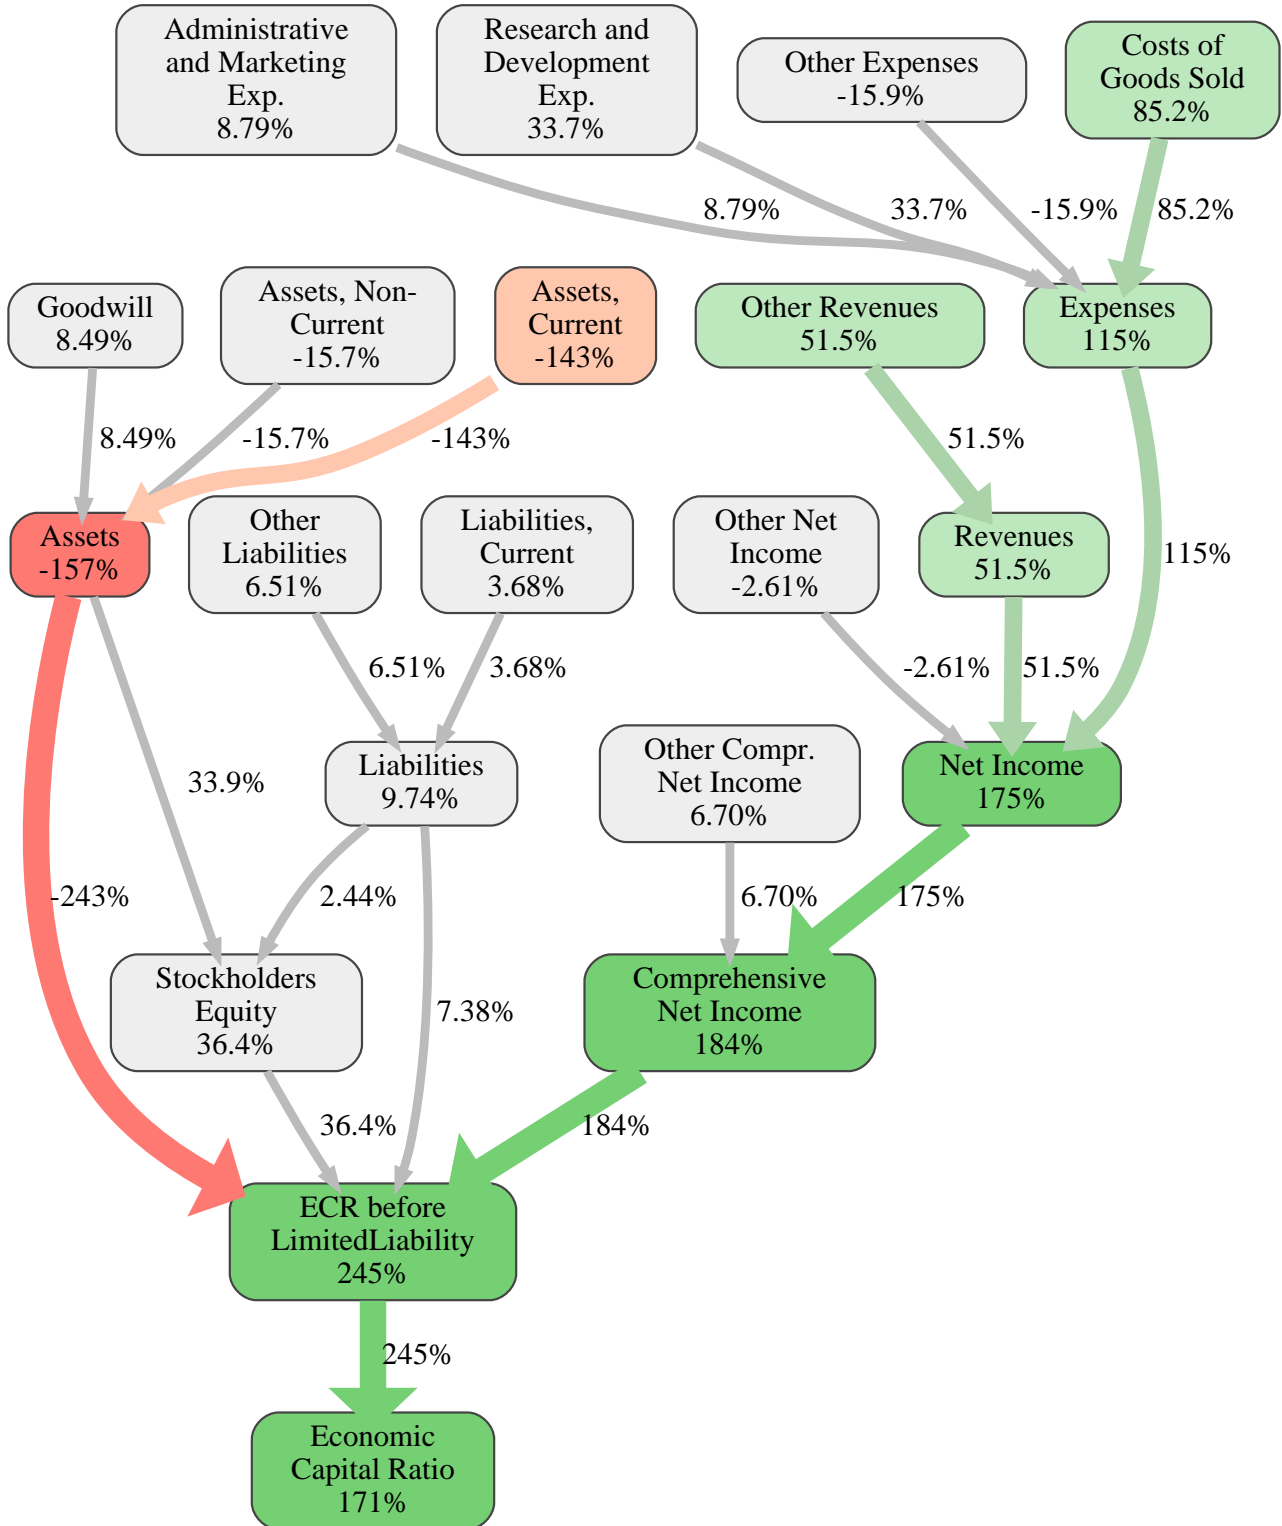 Administrative
and Marketing
Exp.
8.79%
Research and
Development
Exp.
33.7%
Other Expenses
-15.9%
Costs of
Goods Sold
85.2%
8.79%
33.7%
-15.9%
85.2%
Goodwill
8.49%
Assets, Non-
Current
-15.7%
Assets,
Current
-143%
Other Revenues
51.5%
Expenses
115%
8.49%
-15.7%
-143%
51.5%
Assets
-157%
Other
Liabilities
6.51%
Liabilities,
Current
3.68%
Other Net
Income
-2.61%
Revenues
51.5%
115%
6.51%
3.68%
-2.61%
51.5%
33.9%
Liabilities
9.74%
Other Compr.
Net Income
6.70%
Net Income
175%
-243%
2.44%
6.70%
175%
Stockholders
Equity
36.4%
7.38%
Comprehensive
Net Income
184%
36.4%
184%
ECR before
LimitedLiability
245%
245%
Economic
Capital Ratio
171%